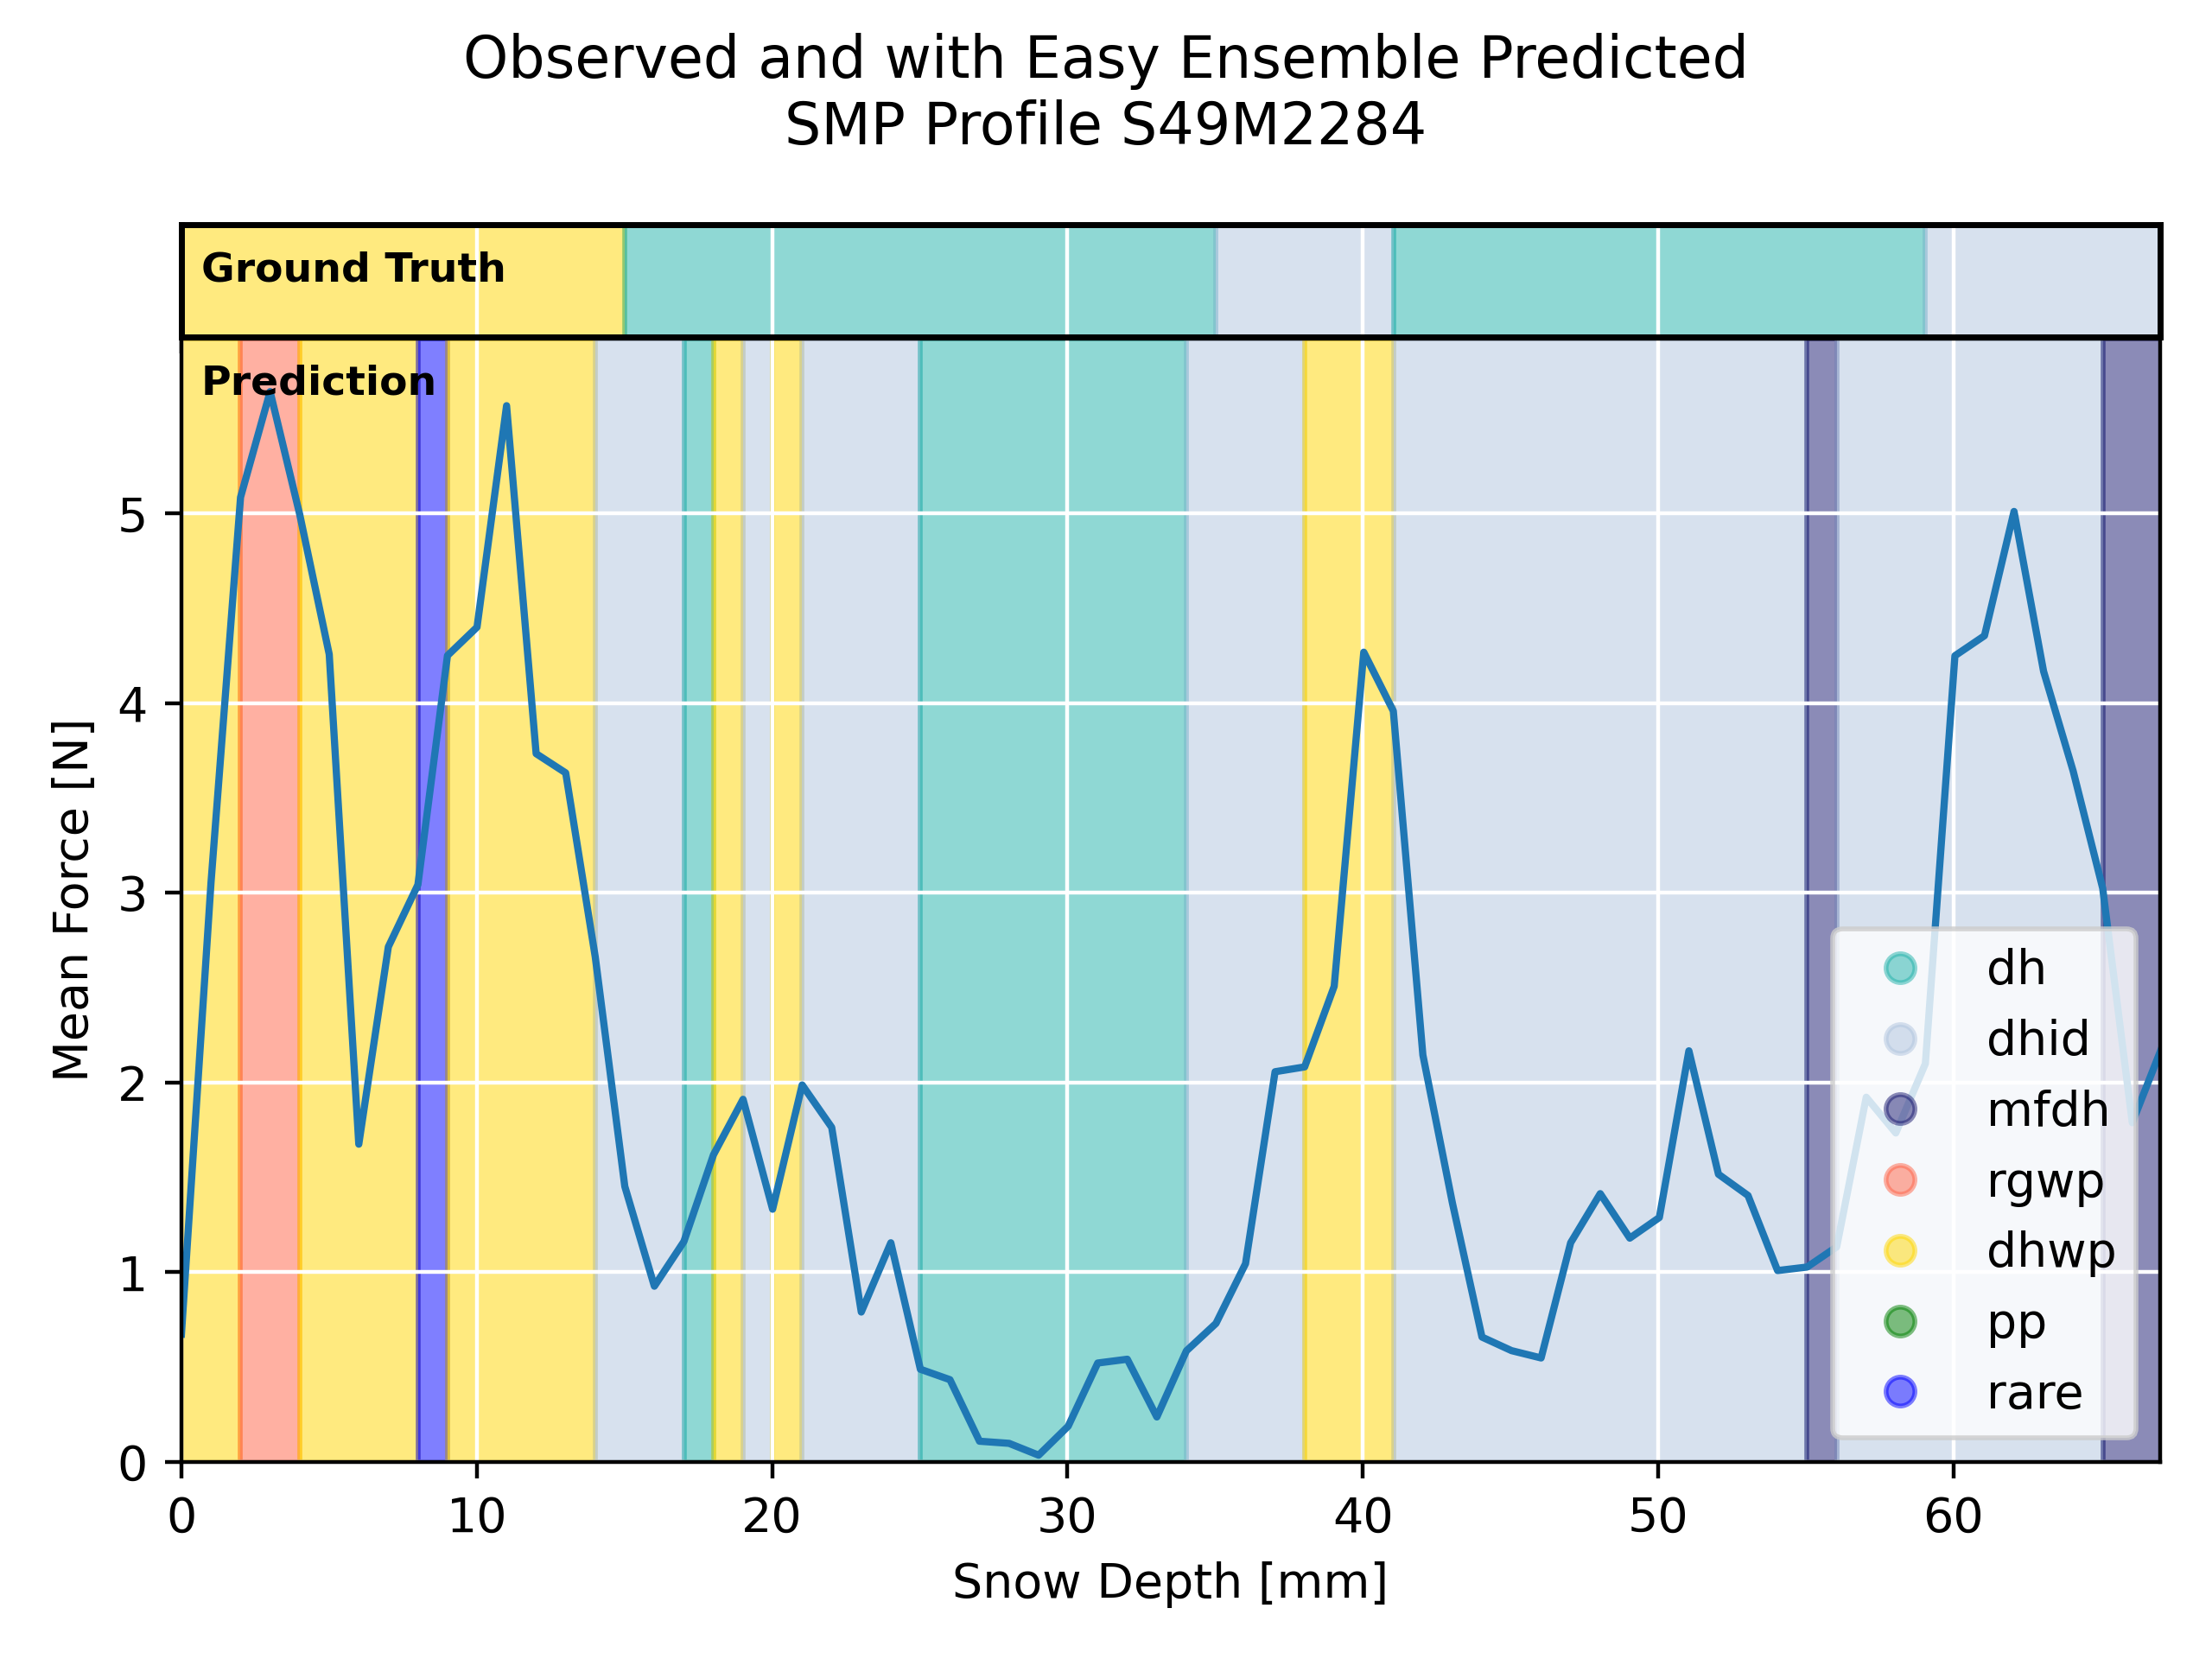 Observed and with Easy Ensemble Predicted
SMP Profile S49M2284
Ground Truth
Prediction
5
4
3
2
1
0
Mean Force [N]
dh
dhid
mfdh
rgwp
dhwp
pp
rare
0 10 20 30 40 50 60
Snow Depth [mm]